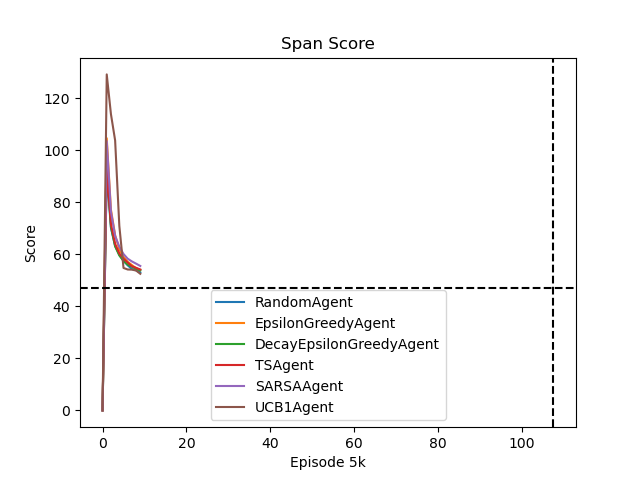 Span Score
Score
120
100
80
60
40
20
0
RandomAgent
EpsilonGreedyAgent
DecayEpsilonGreedyAgent
TSAgent
SARSAAgent
UCB1Agent
0 20 40 60 80 100
Episode 5k